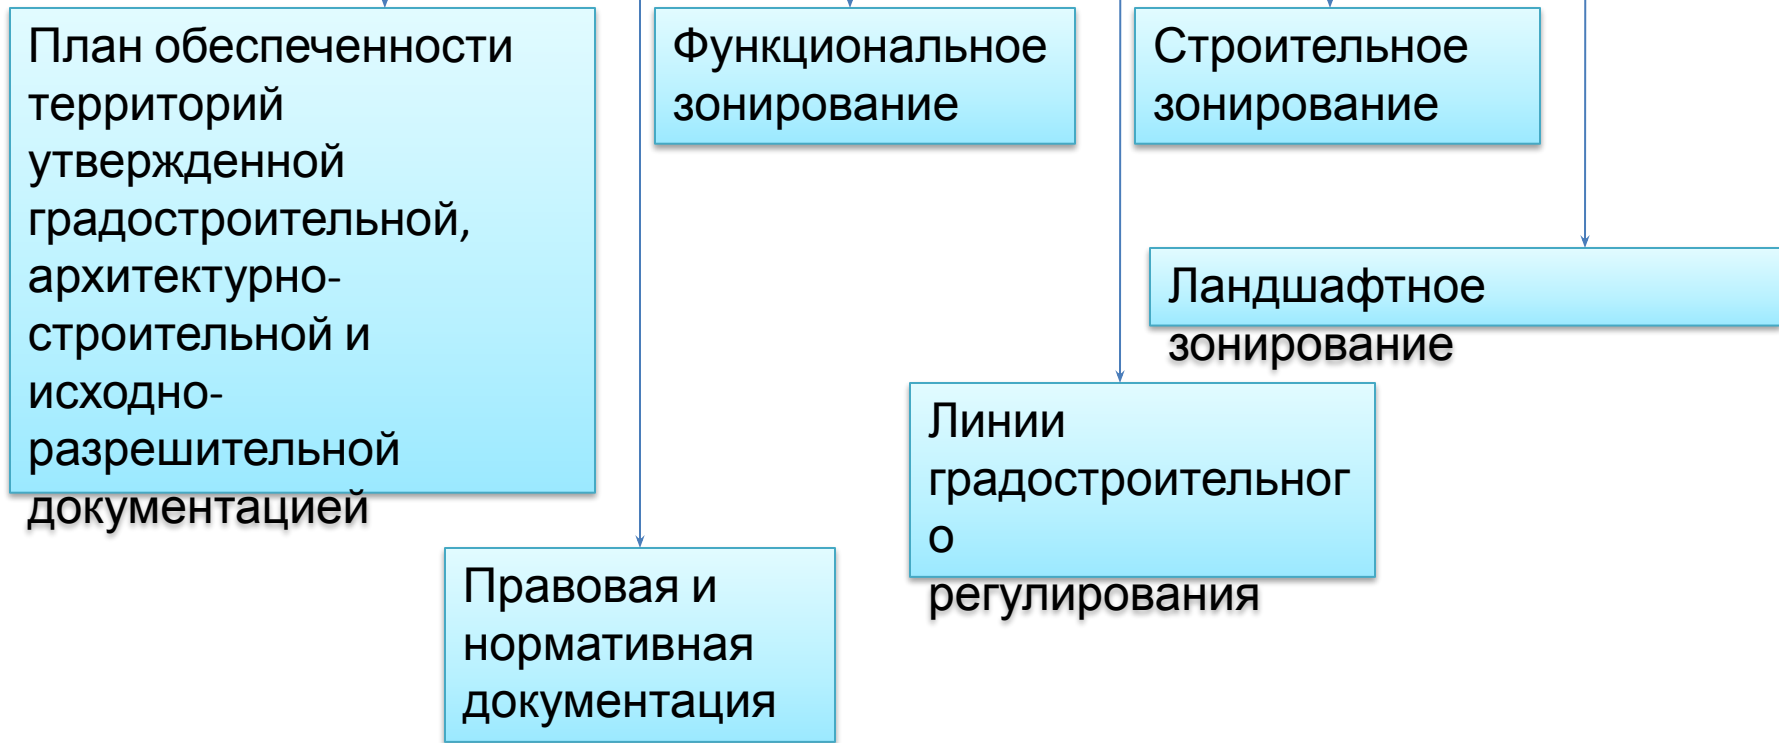 План обеспеченности
территорий
утвержденной
градостроительной,
архитектурно-
строительной и
исходно-
разрешительной
документацией
Функциональное
зонирование
Строительное
зонирование
Ландшафтное
зонирование
Линии
градостроительног
о
регулирования
Правовая и
нормативная
документация